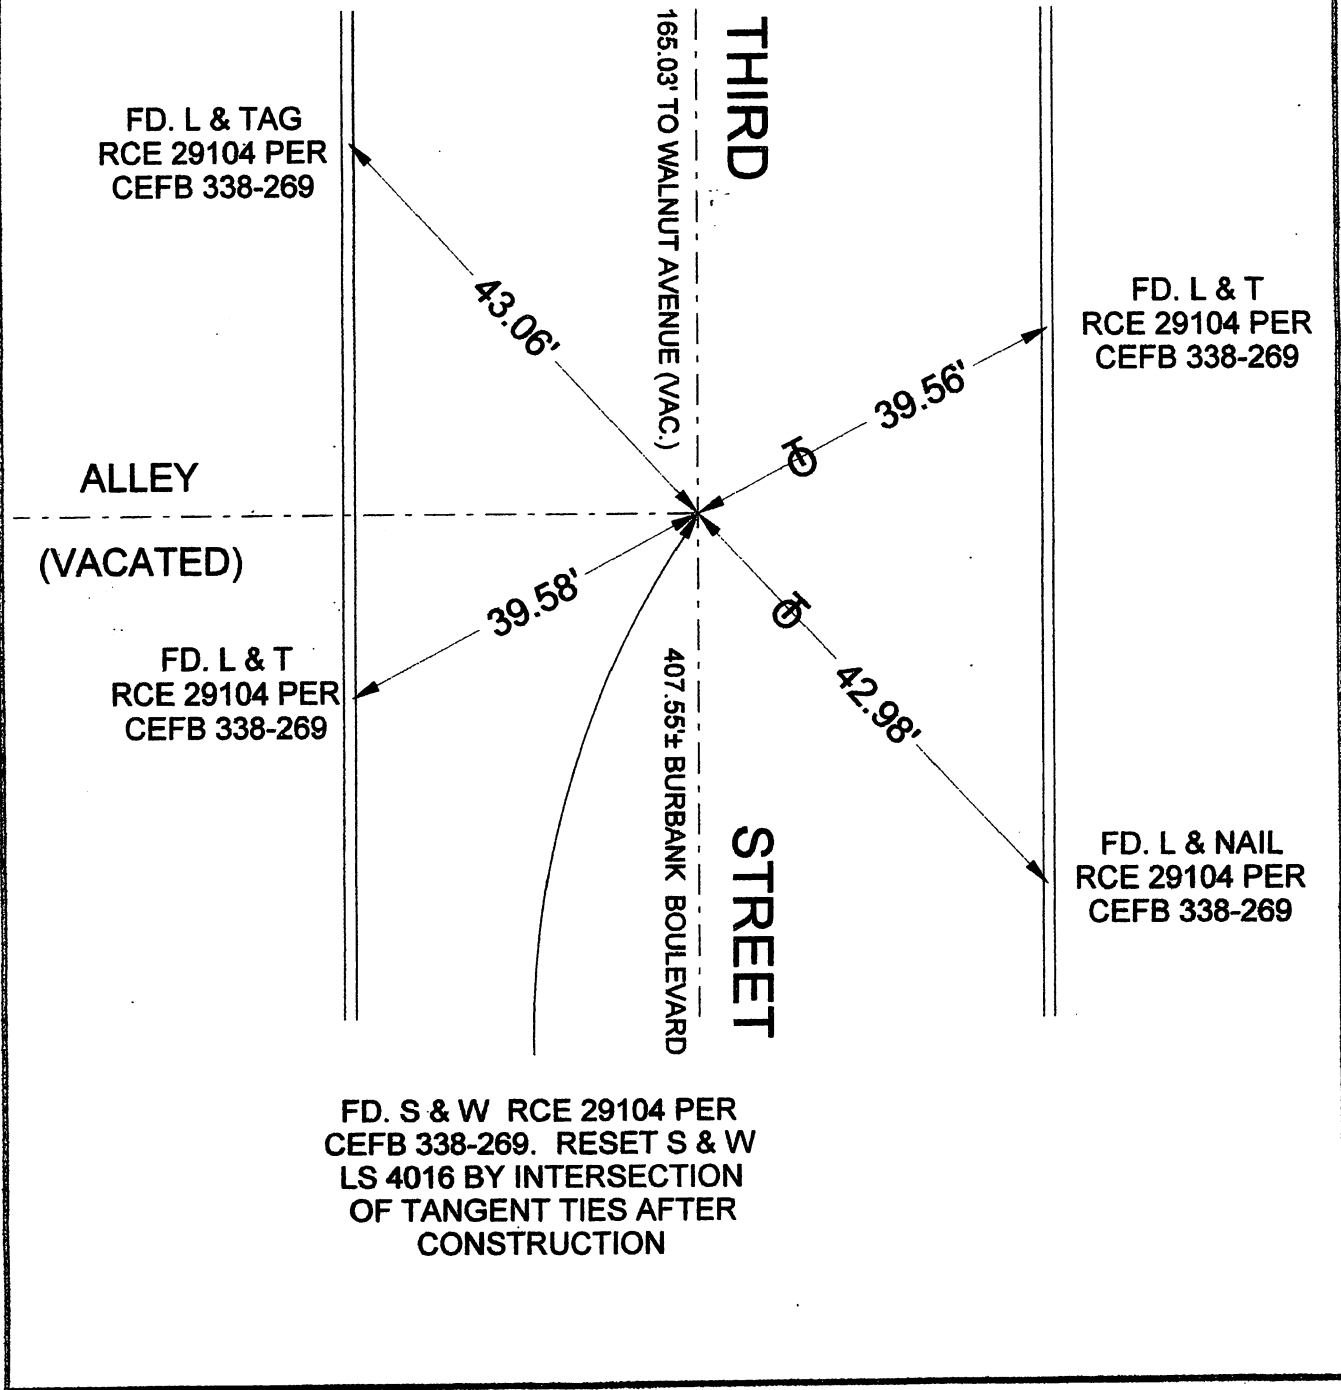 THIRD
165.03' TO WALNUT AVENUE (VAC.)
FD. L & TAG
RCE 29104 PER
CEFB 338-269
43.06'
FD. L & T
RCE 29104 PER
CEFB 338-269
39.56'
ALLEY
(VACATED)
39.58'
FD. L & T
RCE 29104 PER
CEFB 338-269
407.55'± BURBANK BOULEVARD
42.98'
STREET
FD. L & NAIL
RCE 29104 PER
CEFB 338-269
FD. S & W RCE 29104 PER
CEFB 338-269. RESET S & W
LS 4016 BY INTERSECTION
OF TANGENT TIES AFTER
CONSTRUCTION